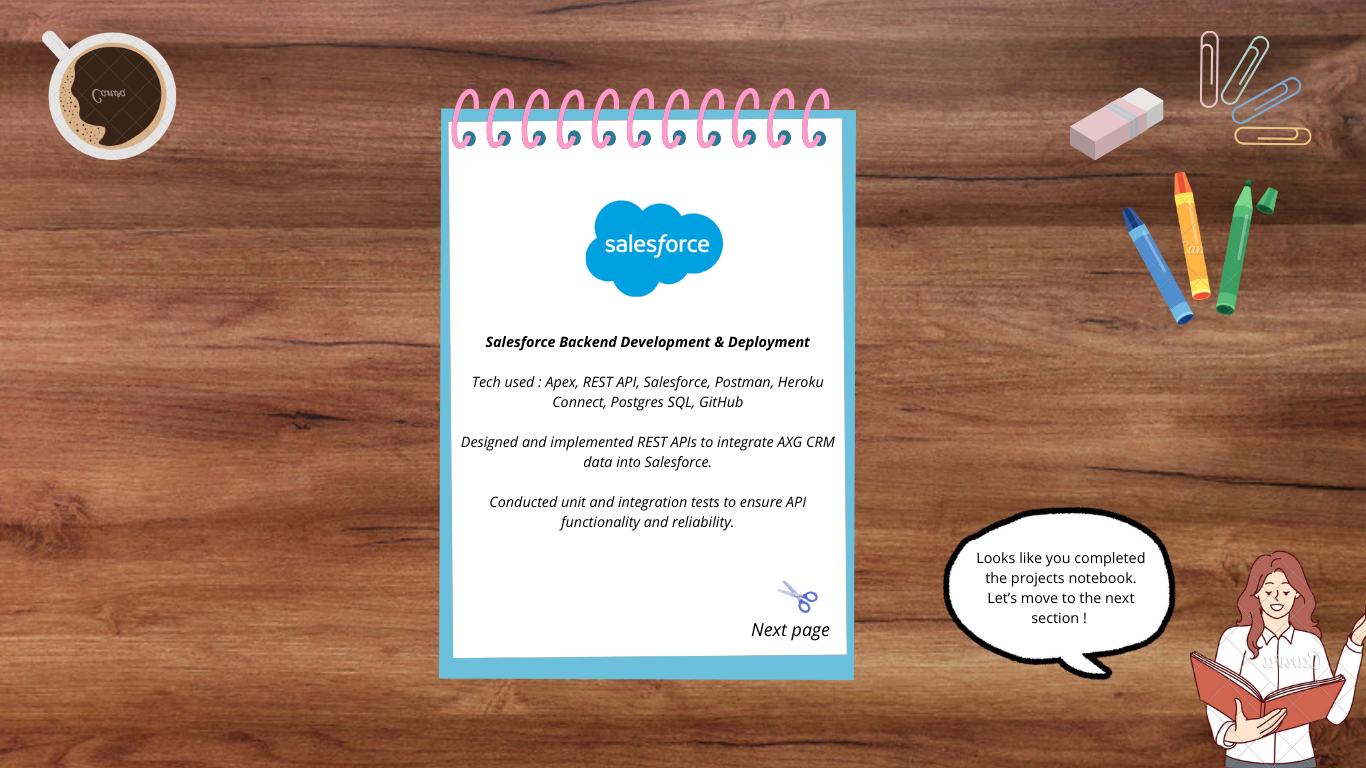 salesforce
Salesforce Backend Development & Deployment
Tech used : Apex, REST API, Salesforce, Postman, Heroku
Connect, Postgres SQL, GitHub
Designed and implemented REST APIs to integrate AXG CRM
data into Salesforce.
Conducted unit and integration tests to ensure API
functionality and reliability.
Next page
Looks like you completed
the projects notebook.
Let's move to the next
section !
Canva
Canva